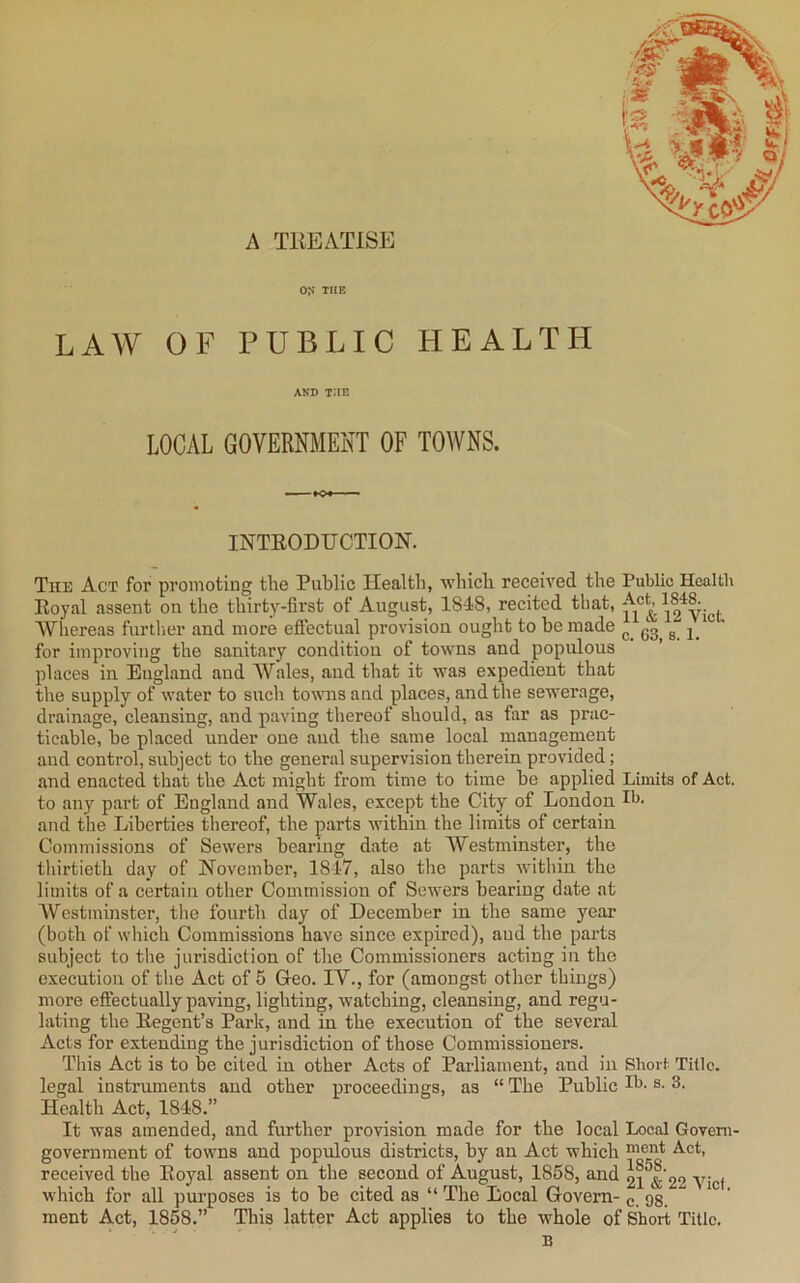 PRIVY COUNCIL OFFICE
A TREATISE
ON THE
LAW OF PUBLIC HEALTH
AND THE
LOCAL GOVERNMENT OF TOWNS.
INTRODUCTION.
The Act for promoting the Public Health, which received the
Royal assent on the thirty-first of August, 1848, recited that,
Whereas further and more effectual provision ought to be made
for improving the sanitary condition of towns and populous
places in England and Wales, and that it was expedient that
the supply of water to such towns and places, and the sewerage,
drainage, cleansing, and paving thereof should, as far as prac-
ticable, be placed under one and the same local management
and control, subject to the general supervision therein provided;
and enacted that the Act might from time to time be applied
to any part of England and Wales, except the City of London
and the Liberties thereof, the parts within the limits of certain
Commissions of Sewers bearing date at Westminster, the
thirtieth day of November, 1847, also the parts within the
limits of a certain other Commission of Sewers bearing date at
Westminster, the fourth day of December in the same year
(both of which Commissions have since expired), and the parts
subject to the jurisdiction of the Commissioners acting in the
execution of the Act of 5 Geo. IV., for (amongst other things)
more effectually paving, lighting, watching, cleansing, and regu-
lating the Regent's Park, and in the execution of the several
Acts for extending the jurisdiction of those Commissioners.
This Act is to be cited in other Acts of Parliament, and in
legal instruments and other proceedings, as "The Public
Health Act, 1848."
It was amended, and further provision made for the local
government of towns and populous districts, by an Act which
received the Royal assent on the second of August, 1858, and
which for all purposes is to be cited as "The Local Govern-
ment Act, 1858." This latter Act applies to the whole of
Public Health
Act, 1848.
11 & 12 Vict.
c. 63, s. 1.
Limits of Act.
Ib.
Short Title.
Ib. s. 3.
Local Govern-
ment Act,
1858.
21 & 22 Vict.
c. 98.
Short Title.
B